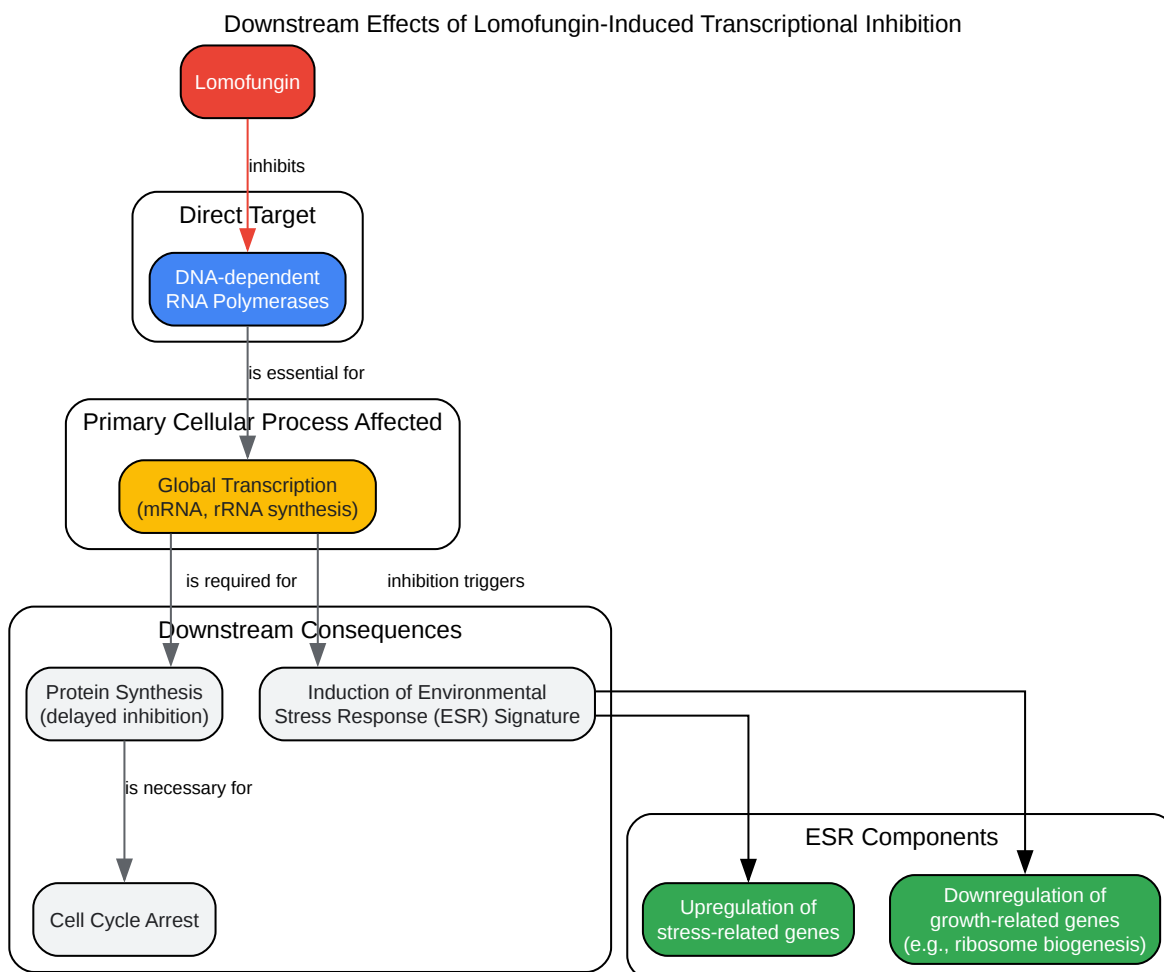 Downstream Effects of Lomofungin-Induced Transcriptional Inhibition
Lomofungin
inhibits
Direct Target
DNA-dependent
RNA Polymerases
is essential for
Primary Cellular Process Affected
Global Transcription
(mRNA, rRNA synthesis)
is required for
inhibition triggers
Downstream Consequences
Protein Synthesis
(delayed inhibition)
Induction of Environmental
Stress Response (ESR) Signature
is necessary for
Cell Cycle Arrest
ESR Components
Upregulation of
stress-related genes
Downregulation of
growth-related genes
(e.g., ribosome biogenesis)